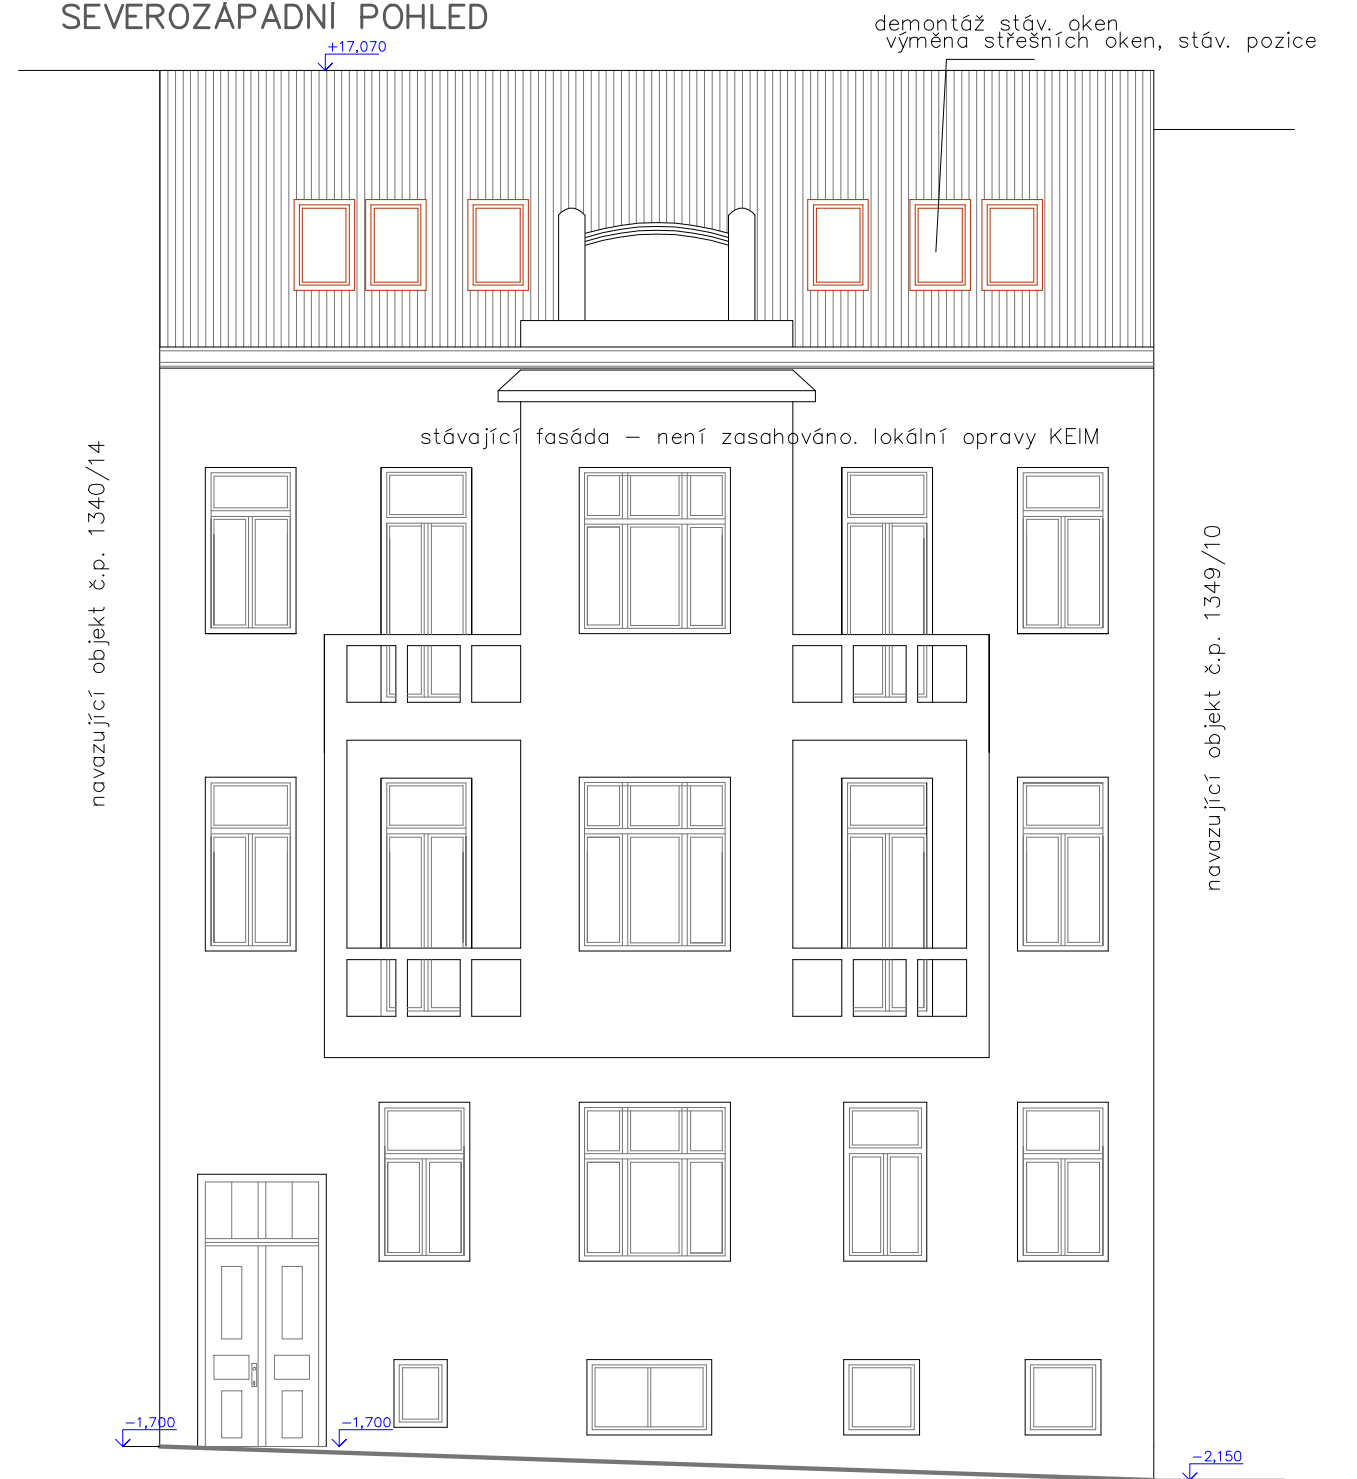 SEVEROZÁPADNÍ POHLED
demontáž stáv. oken
výměna střešních oken, stáv. pozice
+17,070
stávající fasáda – není zasahováno. lokální opravy KEIM
navazující objekt č.p. 1340/14
navazující objekt č.p. 1349/10
-1,700
-1,700
-2,150